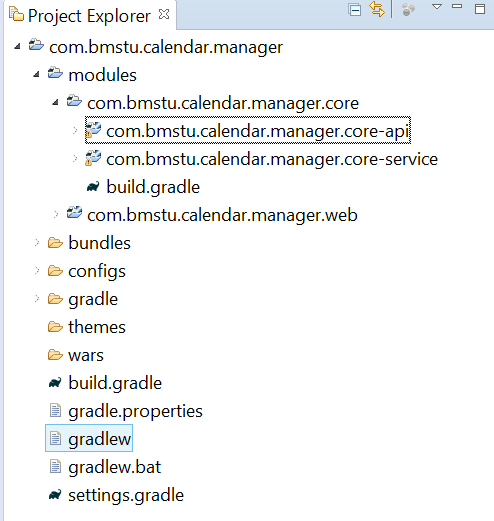 Project Explorer
com.bmstu.calendar.manager
modules
com.bmstu.calendar.manager.core
com.bmstu.calendar.manager.core-api
com.bmstu.calendar.manager.core-service
build.gradle
com.bmstu.calendar.manager.web
bundles
configs
gradle
themes
wars
build.gradle
gradle.properties
gradlew
gradlew.bat
settings.gradle